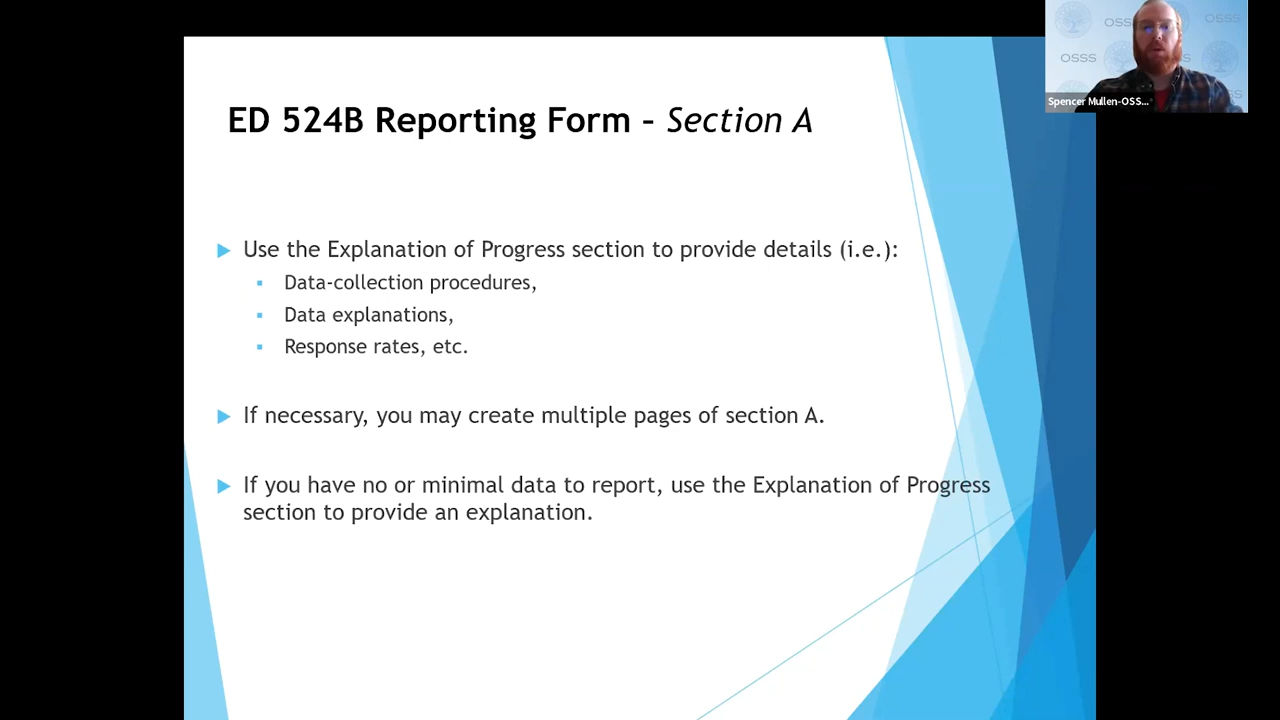 ED 524B Reporting Form – Section A
Use the Explanation of Progress section to provide details (i.e.):
Data-collection procedures,
Data explanations,
Response rates, etc.
If necessary, you may create multiple pages of section A.
If you have no or minimal data to report, use the Explanation of Progress
section to provide an explanation.
OSSS
OSSS
OSSS
Spencer Mullen-OSS...